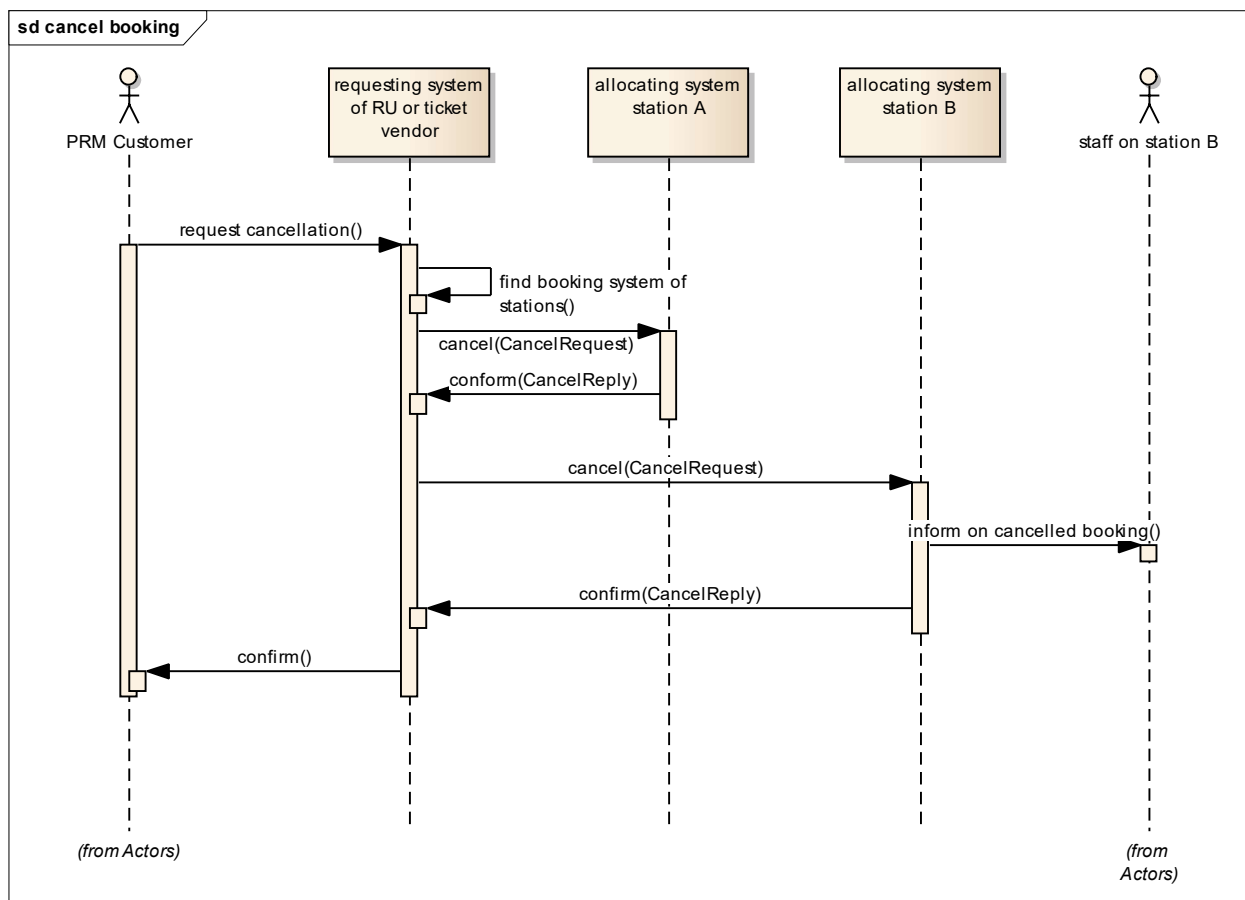 sd cancel booking
PRM Customer
requesting system
of RU or ticket
vendor
allocating system
station A
allocating system
station B
staff on station B
request cancellation()
find booking system of
stations()
cancel(CancelRequest)
conform(CancelReply)
cancel(CancelRequest)
inform on cancelled booking()
confirm(CancelReply)
confirm()
(from Actors)
(from
Actors)